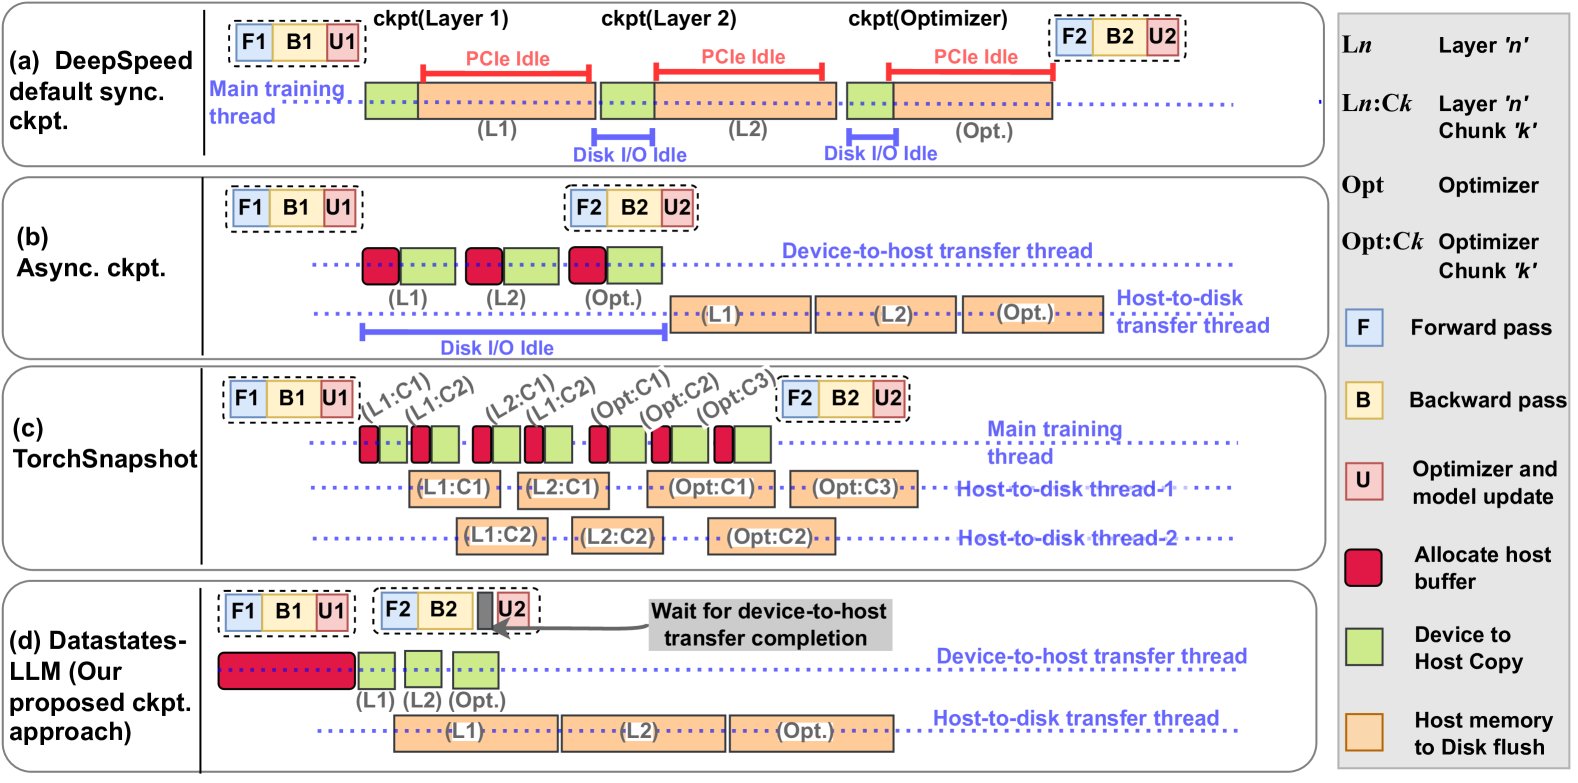 (a) DeepSpeed
default sync.
ckpt.
F1 B1 U1
ckpt(Layer 1)
ckpt(Layer 2)
ckpt(Optimizer)
F2 B2 U2
PCIe Idle
PCIe Idle
PCIe Idle
Main training
thread
(L1)
(L2)
(Opt.)
Disk I/O Idle
Disk I/O Idle
(b)
Async. ckpt.
F1 B1 U1
F2 B2 U2
Device-to-host transfer thread
(L1)
(L2)
(Opt.)
Host-to-disk
transfer thread
(L1)
(L2)
(Opt.)
Disk I/O Idle
(c)
TorchSnapshot
F1 B1 U1
(L1:C1)
(L1:C2)
(L2:C1)
(L1:C2)
(Opt:C1)
(Opt:C2)
(Opt:C3)
F2 B2 U2
Main training
thread
(L1:C1)
(L2:C1)
(Opt:C1)
(Opt:C3)
Host-to-disk thread-1
(L1:C2)
(L2:C2)
(Opt:C2)
Host-to-disk thread-2
(d) Datastates-
LLM (Our
proposed ckpt.
approach)
F1 B1 U1
F2 B2 U2
Wait for device-to-host
transfer completion
Device-to-host transfer thread
(L1)
(L2)
(Opt.)
Host-to-disk transfer thread
(L1)
(L2)
(Opt.)
Ln Layer 'n'
Ln:Ck Layer 'n'
Chunk 'k'
Opt Optimizer
Opt:Ck Optimizer
Chunk 'k'
F Forward pass
B Backward pass
U Optimizer and
model update
Allocate host
buffer
Device to
Host Copy
Host memory
to Disk flush